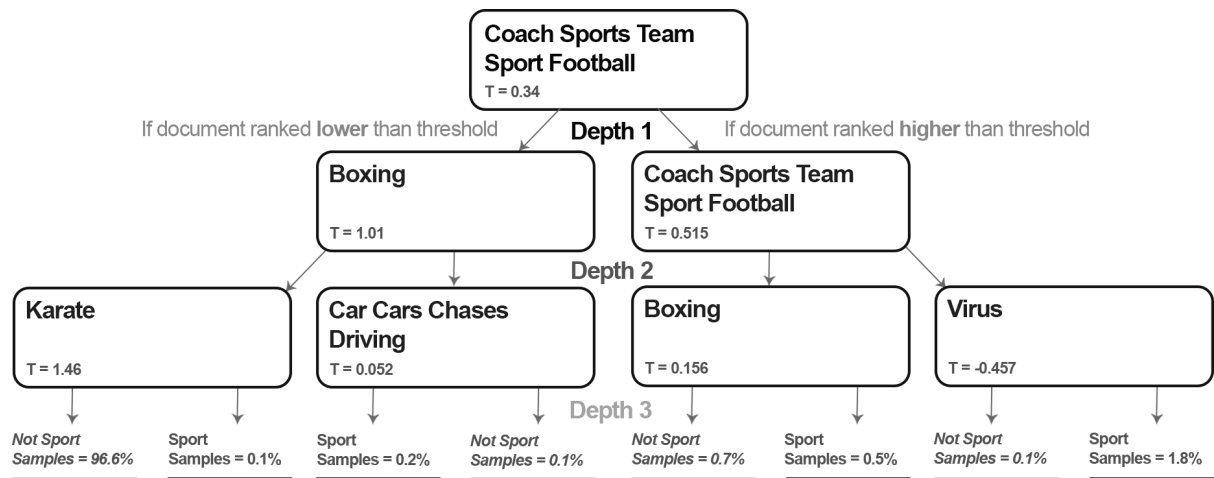 Coach Sports Team
Sport Football
T = 0.34
If document ranked lower than threshold
Depth 1
If document ranked higher than threshold
Boxing
T = 1.01
Coach Sports Team
Sport Football
T = 0.515
Depth 2
Karate
T = 1.46
Car Cars Chases
Driving
T = 0.052
Boxing
T = 0.156
Virus
T = -0.457
Depth 3
Not Sport
Samples = 96.6%
Sport
Samples = 0.1%
Sport
Samples = 0.2%
Not Sport
Samples = 0.1%
Not Sport
Samples = 0.7%
Sport
Samples = 0.5%
Not Sport
Samples = 0.1%
Sport
Samples = 1.8%